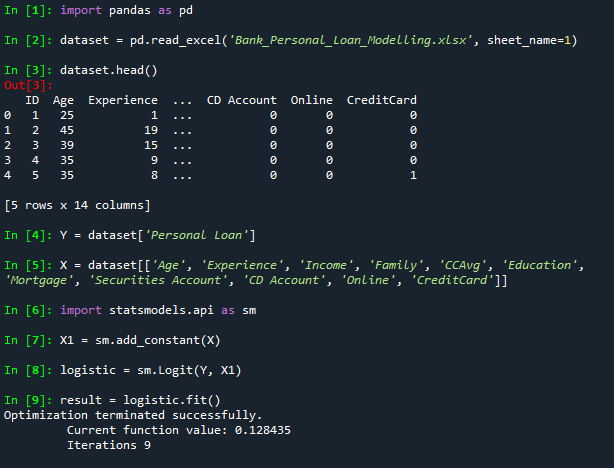 In [1]: import pandas as pd
In [2]: dataset = pd.read_excel('Bank_Personal_Loan_Modelling.xlsx', sheet_name=1)
In [3]: dataset.head()
Out[3]:
   ID  Age  Experience  ...  CD Account  Online  CreditCard
0   1   25           1  ...           0       0           0
1   2   45          19  ...           0       0           0
2   3   39          15  ...           0       0           0
3   4   35           9  ...           0       0           0
4   5   35           8  ...           0       0           1
[5 rows x 14 columns]
In [4]: Y = dataset['Personal Loan']
In [5]: X = dataset[['Age', 'Experience', 'Income', 'Family', 'CCAvg', 'Education',
'Mortgage', 'Securities Account', 'CD Account', 'Online', 'CreditCard']]
In [6]: import statsmodels.api as sm
In [7]: X1 = sm.add_constant(X)
In [8]: logistic = sm.Logit(Y, X1)
In [9]: result = logistic.fit()
Optimization terminated successfully.
         Current function value: 0.128435
         Iterations 9